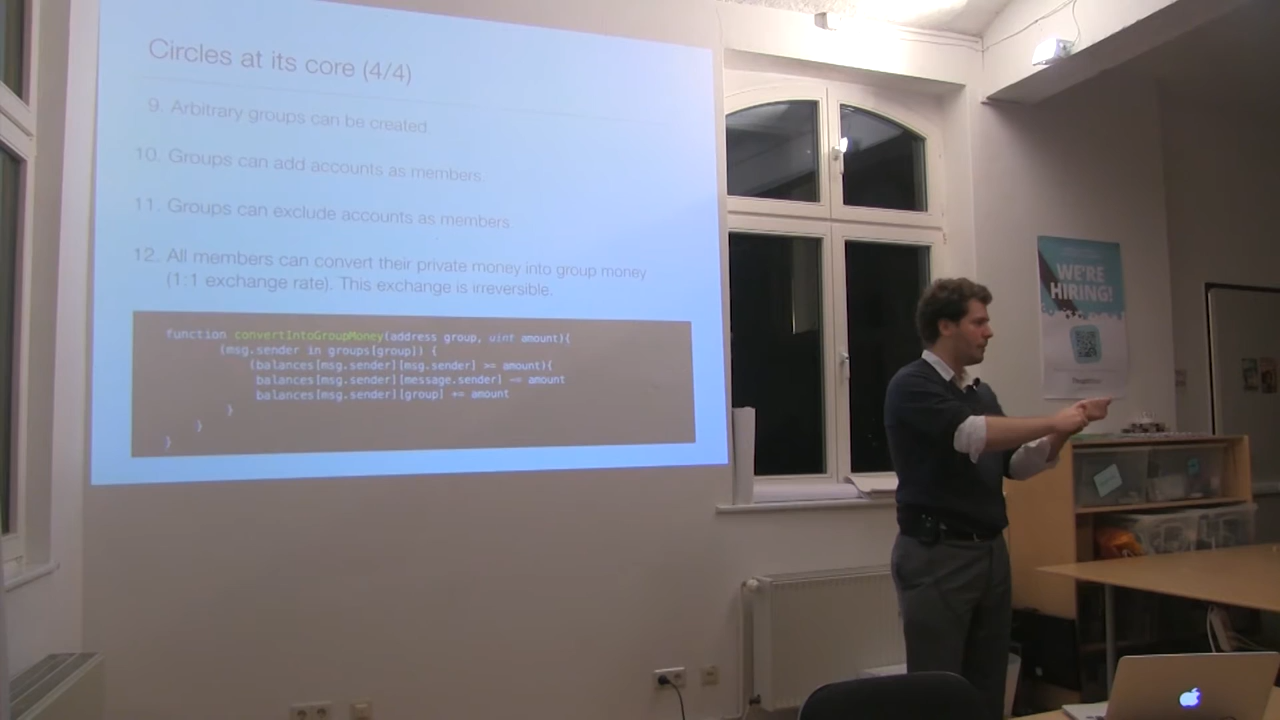 Circles at its core (4/4)
9. Arbitrary groups can be created.
10. Groups can add accounts as members.
11. Groups can exclude accounts as members.
12. All members can convert their private money into group money
(1:1 exchange rate). This exchange is irreversible.
function convertIntoGroupMoney(address group, uint amount){
(msg.sender in groups[group]) {
(balances[msg.sender][msg.sender] >= amount){
balances[msg.sender][message.sender] -= amount
balances[msg.sender][group] += amount
}
}
}
WE'RE
HIRING!